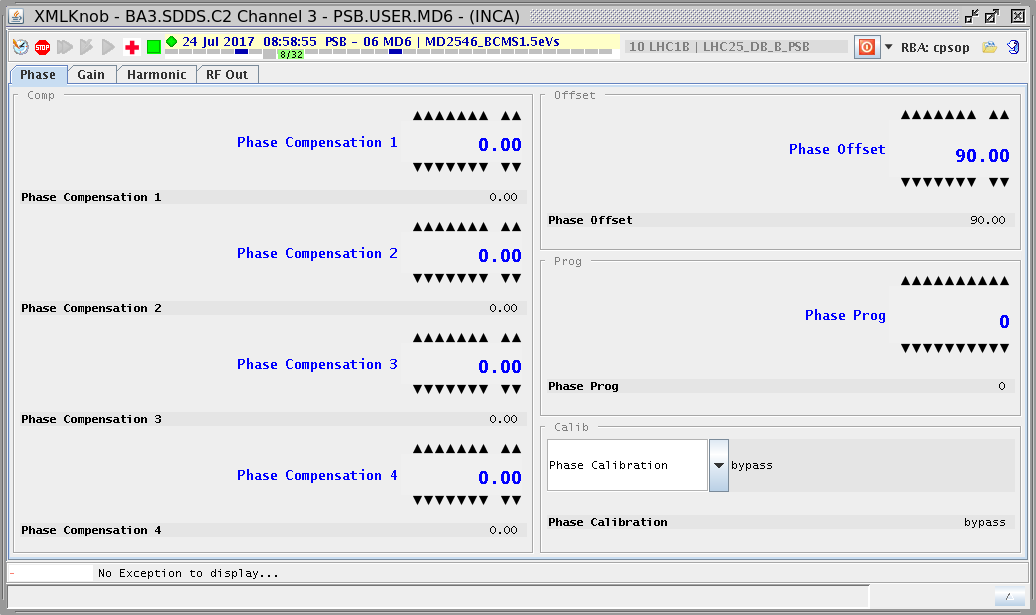 XMLKnob - BA3.SDDS.C2 Channel 3 - PSB.USER.MD6 - (INCA)
STOP
24 Jul 2017 08:58:55 PSB - 06 MD6 | MD2546_BCMS1.5eVs
8/32
10 LHC1B | LHC25_DB_B_PSB
RBA: cpsop
Phase Gain Harmonic RF Out
Comp
Phase Compensation 1
0.00
Phase Compensation 1 0.00
Phase Compensation 2
0.00
Phase Compensation 2 0.00
Phase Compensation 3
0.00
Phase Compensation 3 0.00
Phase Compensation 4
0.00
Phase Compensation 4 0.00
Offset
Phase Offset
90.00
Phase Offset 90.00
Prog
Phase Prog
0
Phase Prog 0
Calib
Phase Calibration bypass
Phase Calibration bypass
- No Exception to display...